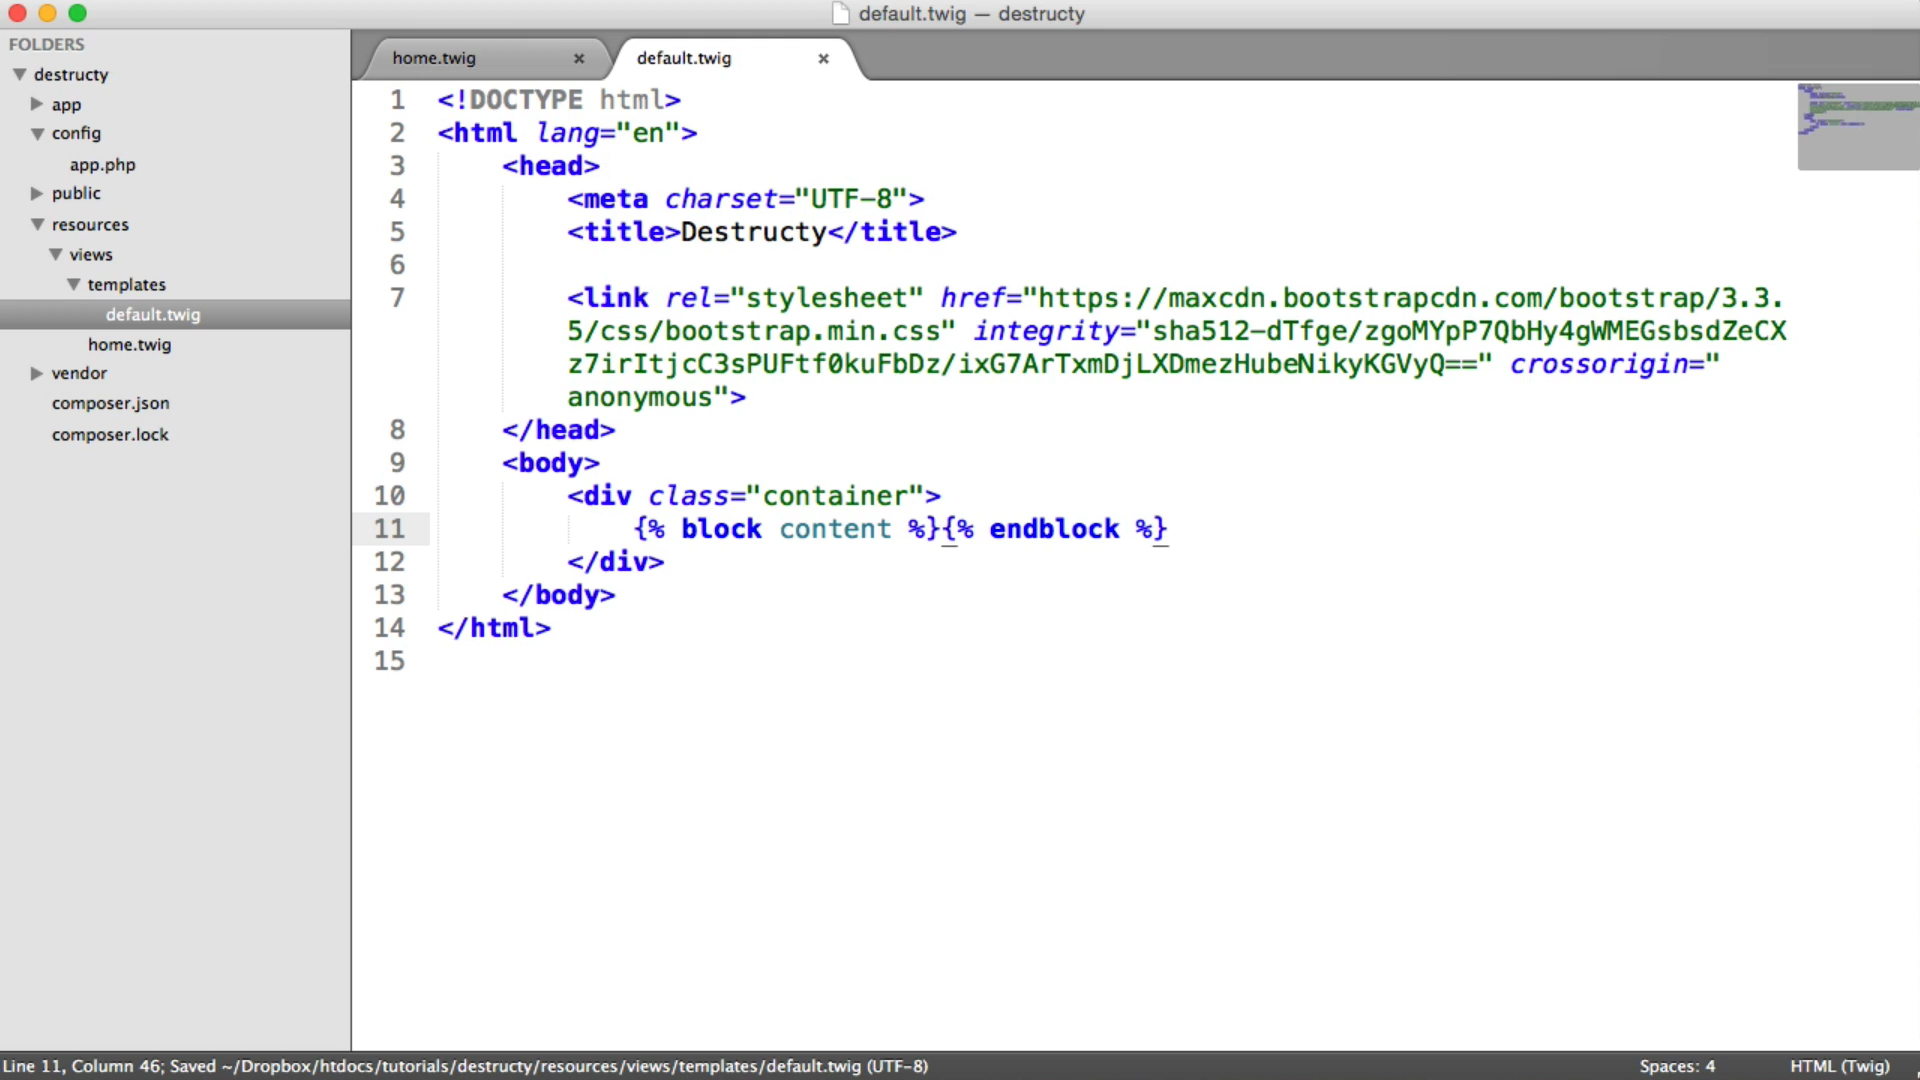 default.twig — destructy
FOLDERS
destructy
app
config
app.php
public
resources
views
templates
default.twig
home.twig
vendor
composer.json
composer.lock
home.twig × default.twig ×
1 <!DOCTYPE html>
2 <html lang="en">
3 <head>
4 <meta charset="UTF-8">
5 <title>Destructy</title>
6
7 <link rel="stylesheet" href="https://maxcdn.bootstrapcdn.com/bootstrap/3.3.
5/css/bootstrap.min.css" integrity="sha512-dTfge/zgoMYpP7QbHy4gWMEGsbsdZeCX
z7irItjcC3sPUFtf0kuFbDz/ixG7ArTxmDjLXDmezHubeNikyKGVyQ==" crossorigin="
anonymous">
8 </head>
9 <body>
10 <div class="container">
11 {% block content %}{% endblock %}
12 </div>
13 </body>
14 </html>
15
Line 11, Column 46; Saved ~/Dropbox/htdocs/tutorials/destructy/resources/views/templates/default.twig (UTF-8)
Spaces: 4
HTML (Twig)